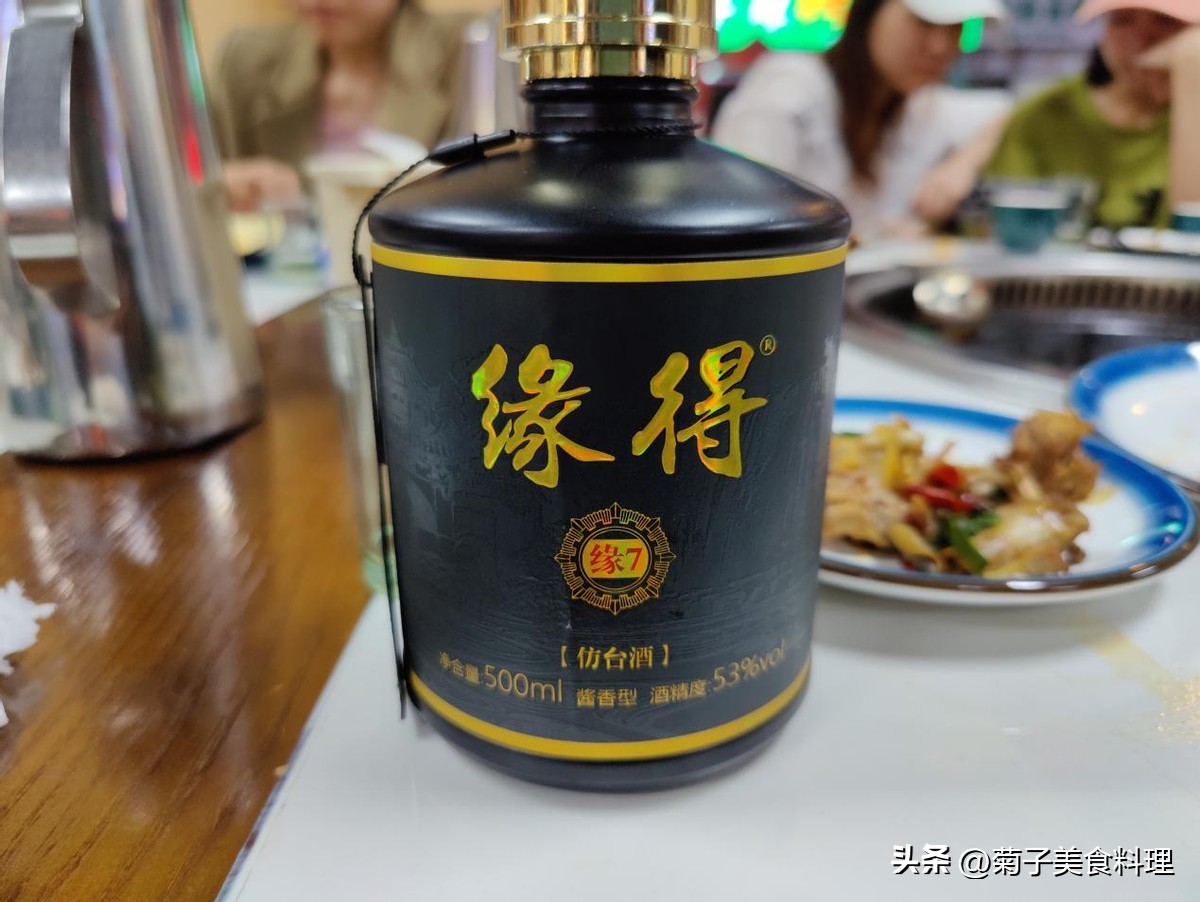 缘得®
缘7
【仿台酒】
净含量:500ml 酱香型 酒精度:53%vol
头条 @菊子美食料理